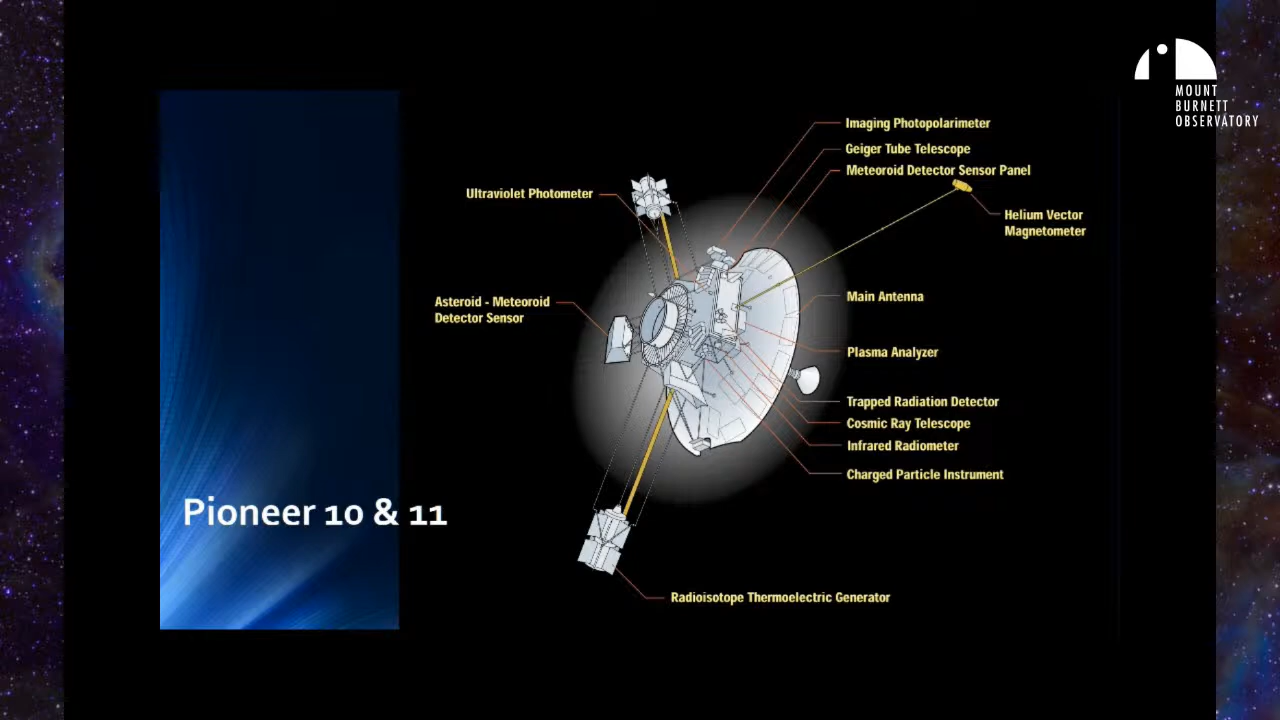 MOUNT
BURNETT
OBSERVATORY
Imaging Photopolarimeter
Geiger Tube Telescope
Meteoroid Detector Sensor Panel
Ultraviolet Photometer
Helium Vector
Magnetometer
Asteroid - Meteoroid
Detector Sensor
Main Antenna
Plasma Analyzer
Trapped Radiation Detector
Cosmic Ray Telescope
Infrared Radiometer
Charged Particle Instrument
Pioneer 10 & 11
Radioisotope Thermoelectric Generator